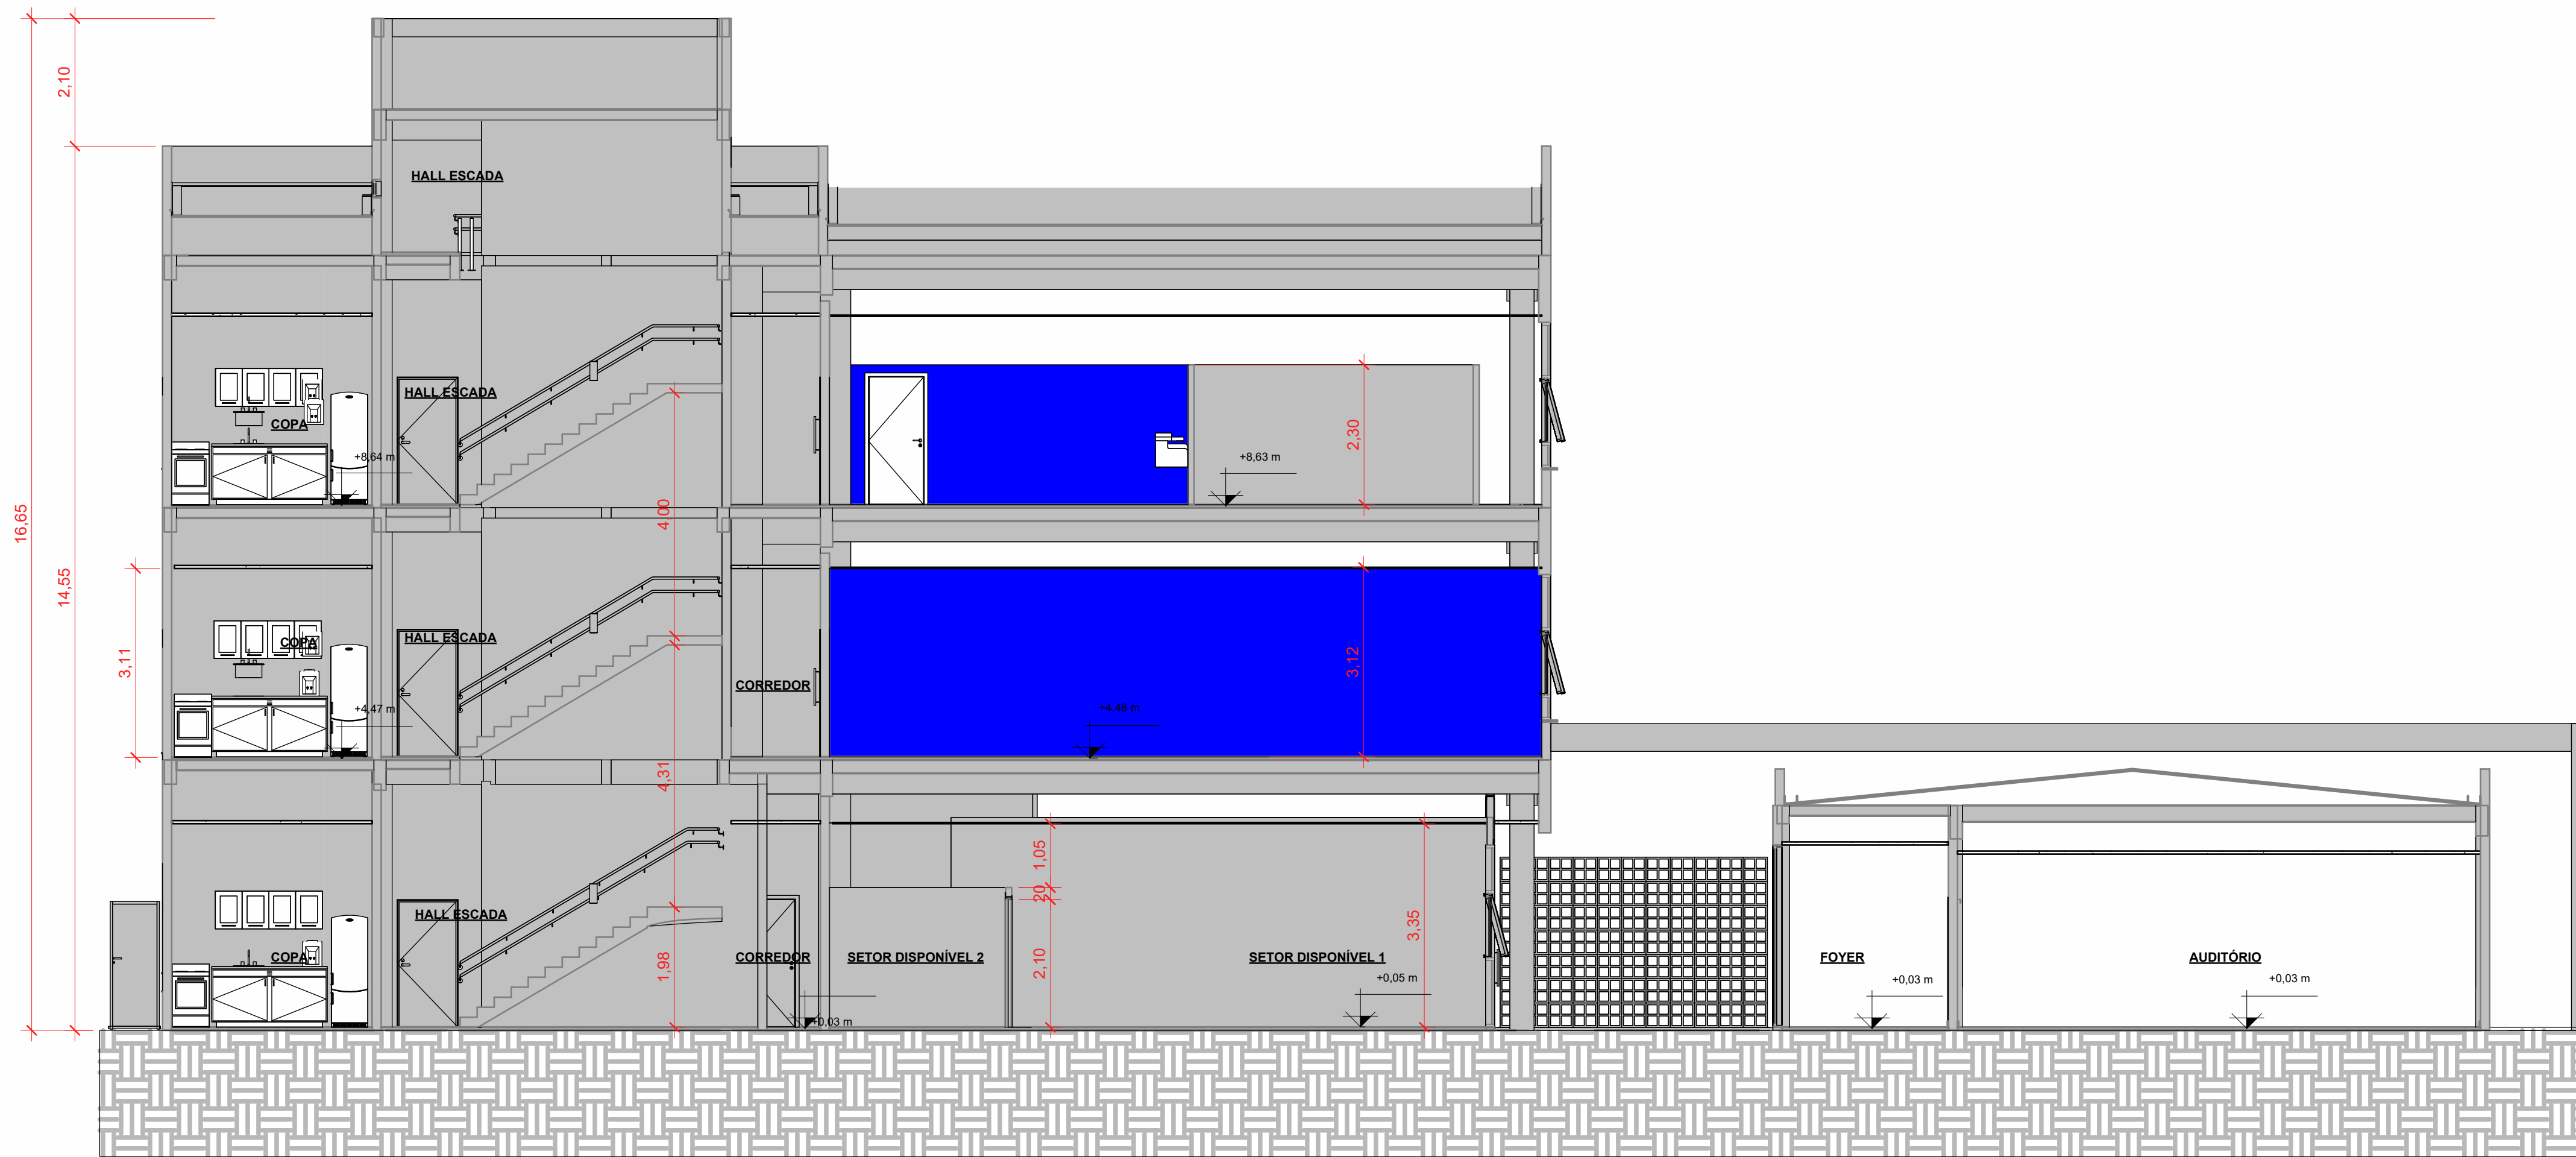 2,10
HALL ESCADA
16,65
14,55
HALL ESCADA
COPA
+8,64 m
4,00
2,30
+8,63 m
HALL ESCADA
COPA
3,11
CORREDOR
3,12
+4,47 m
+4,48 m
4,31
1,05
20
HALL ESCADA
3,35
COPA
1,98
CORREDOR
SETOR DISPONÍVEL 2
2,10
SETOR DISPONÍVEL 1
FOYER
AUDITÓRIO
+0,05 m
+0,03 m
+0,03 m
+0,03 m